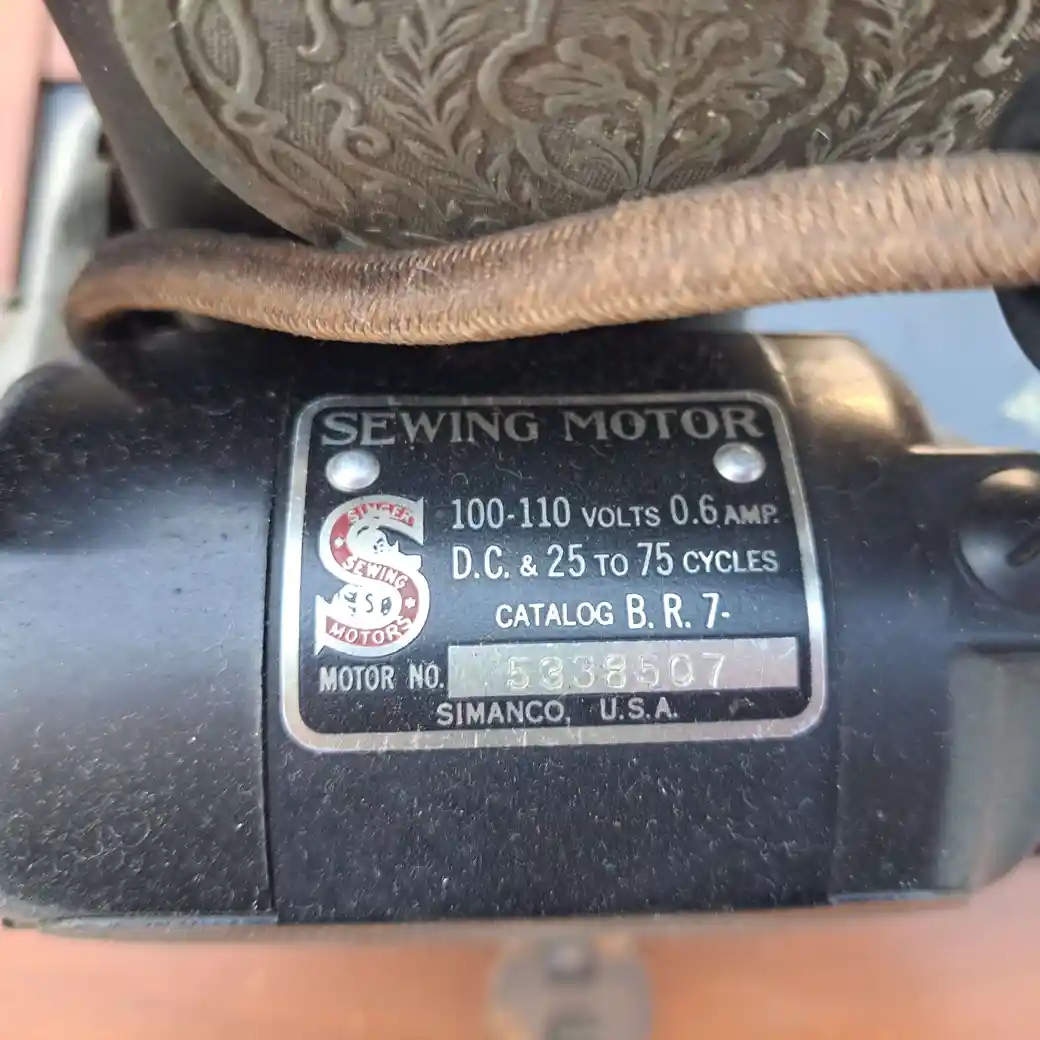 SEWING MOTOR
SINGER
SEWING
S
MOTORS
100-110 VOLTS 0.6 AMP.
D.C. & 25 TO 75 CYCLES
CATALOG B. R. 7-
MOTOR NO. 5338507
SIMANCO, U.S.A.